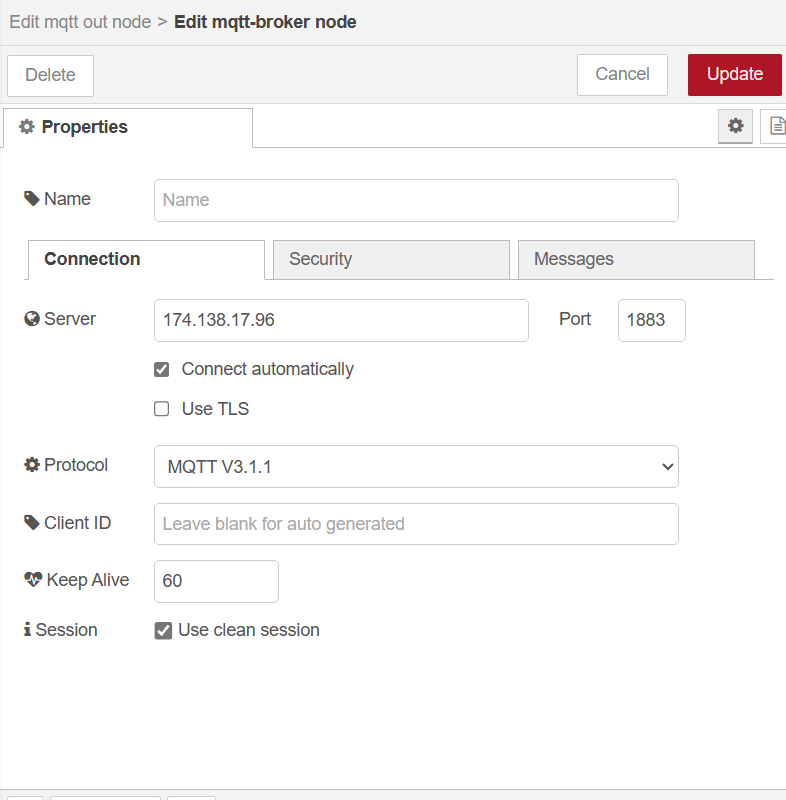 Edit mqtt out node > Edit mqtt-broker node
Delete Cancel Update
Properties
Name Name
Connection Security Messages
Server 174.138.17.96 Port 1883
Connect automatically
Use TLS
Protocol MQTT V3.1.1
Client ID Leave blank for auto generated
Keep Alive 60
Session Use clean session